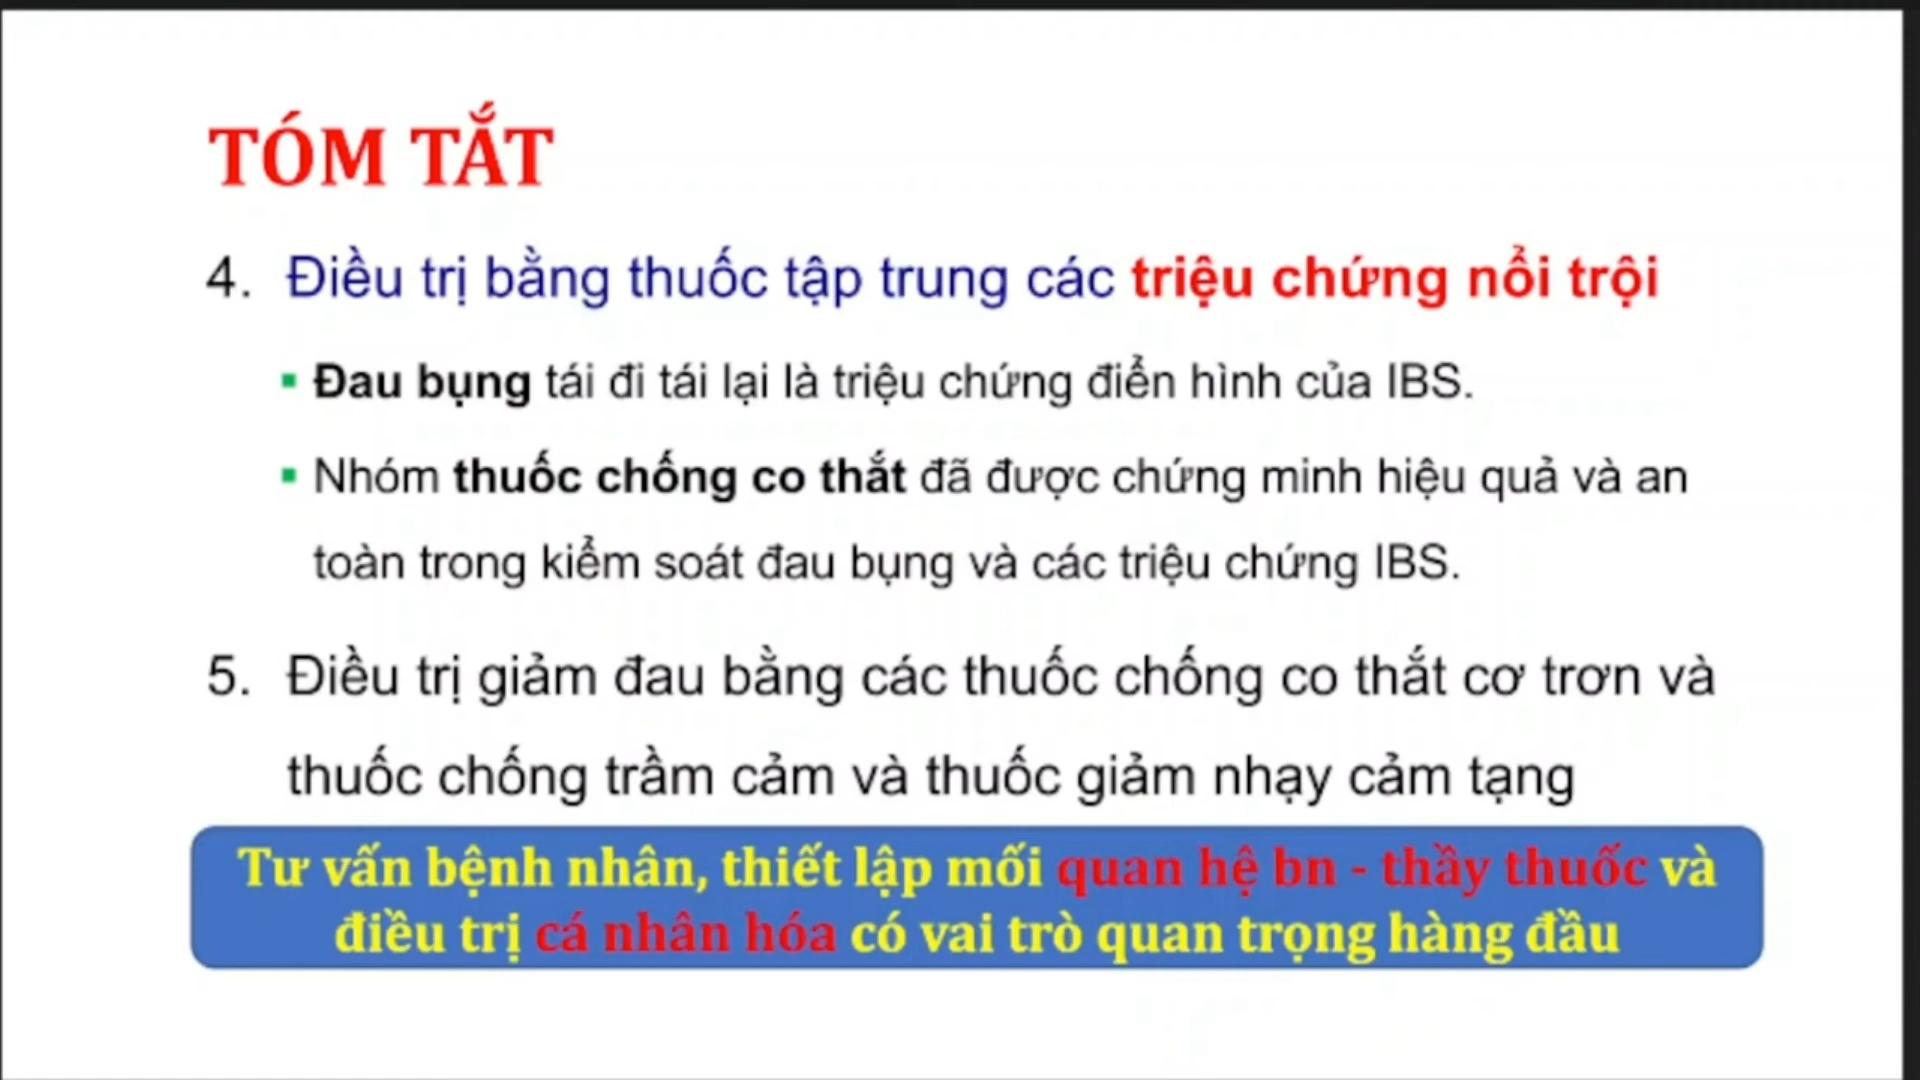 TÓM TẮT
4. Điều trị bằng thuốc tập trung các triệu chứng nổi trội
▪ Đau bụng tái đi tái lại là triệu chứng điển hình của IBS.
▪ Nhóm thuốc chống co thắt đã được chứng minh hiệu quả và an
toàn trong kiểm soát đau bụng và các triệu chứng IBS.
5. Điều trị giảm đau bằng các thuốc chống co thắt cơ trơn và
thuốc chống trầm cảm và thuốc giảm nhạy cảm tạng
Tư vấn bệnh nhân, thiết lập mối quan hệ bn - thầy thuốc và
điều trị cá nhân hóa có vai trò quan trọng hàng đầu